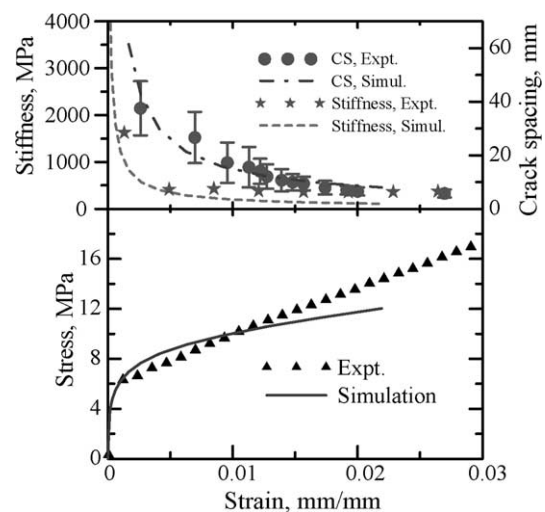 4000
3000
2000
1000
0
Stiffness, MPa
CS, Expt.
CS, Simul.
Stiffness, Expt.
Stiffness, Simul.
60
40
20
0
Crack spacing, mm
16
12
8
4
0
Stress, MPa
Expt.
Simulation
0
0.01
0.02
0.03
Strain, mm/mm